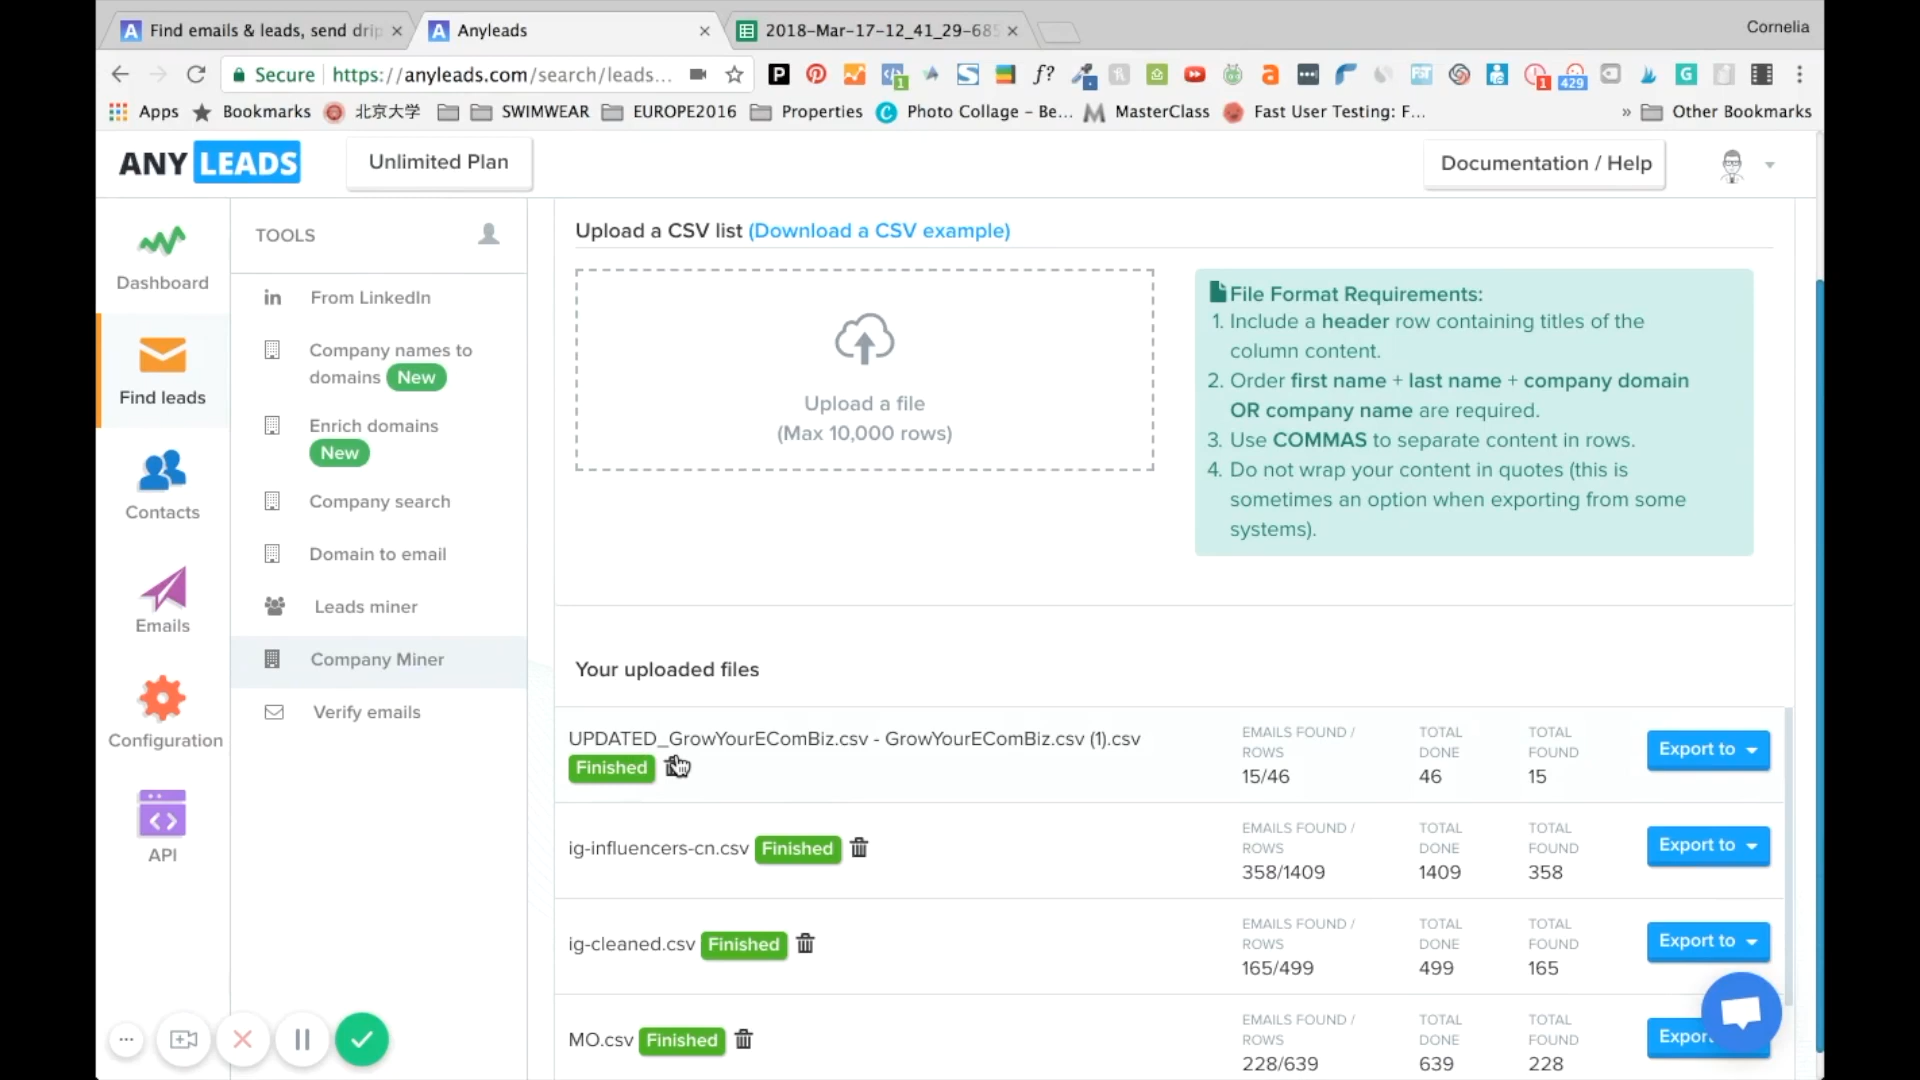 Find emails & leads, send drip
Anyleads
2018-Mar-17-12_41_29-685
Cornelia
Secure
https://anyleads.com/search/leads...
1
f?
1
429
Apps
Bookmarks
北京大学
SWIMWEAR
EUROPE2016
Properties
Photo Collage - Be...
MasterClass
Fast User Testing: F...
»
Other Bookmarks
ANY LEADS
Unlimited Plan
Documentation / Help
Dashboard
Find leads
Contacts
Emails
Configuration
API
TOOLS
From LinkedIn
Company names to
domains New
Enrich domains
New
Company search
Domain to email
Leads miner
Company Miner
Verify emails
Upload a CSV list (Download a CSV example)
Upload a file
(Max 10,000 rows)
File Format Requirements:
1. Include a header row containing titles of the
column content.
2. Order first name + last name + company domain
OR company name are required.
3. Use COMMAS to separate content in rows.
4. Do not wrap your content in quotes (this is
sometimes an option when exporting from some
systems).
Your uploaded files
UPDATED_GrowYourEComBiz.csv - GrowYourEComBiz.csv (1).csv
Finished
EMAILS FOUND /
ROWS
15/46
TOTAL
DONE
46
TOTAL
FOUND
15
Export to
ig-influencers-cn.csv Finished
EMAILS FOUND /
ROWS
358/1409
TOTAL
DONE
1409
TOTAL
FOUND
358
Export to
ig-cleaned.csv Finished
EMAILS FOUND /
ROWS
165/499
TOTAL
DONE
499
TOTAL
FOUND
165
Export to
MO.csv Finished
EMAILS FOUND /
ROWS
228/639
TOTAL
DONE
639
TOTAL
FOUND
228